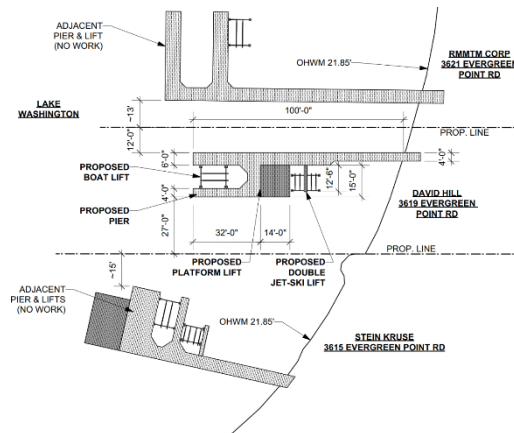 ADJACENT
PIER & LIFT
(NO WORK)
OHWM 21.85'
RMMTM CORP
3621 EVERGREEN
POINT RD
LAKE
WASHINGTON
~13'
100'-0"
PROP. LINE
12'-0"
6'-0"
4'-0"
PROPOSED
BOAT LIFT
12'-6"
15'-0"
DAVID HILL
3619 EVERGREEN
POINT RD
4'-0"
PROPOSED
PIER
27'-0"
32'-0"
14'-0"
PROP. LINE
PROPOSED
PLATFORM LIFT
PROPOSED
DOUBLE
JET-SKI LIFT
~15'
ADJACENT
PIER & LIFTS
(NO WORK)
OHWM 21.85'
STEIN KRUSE
3615 EVERGREEN POINT RD